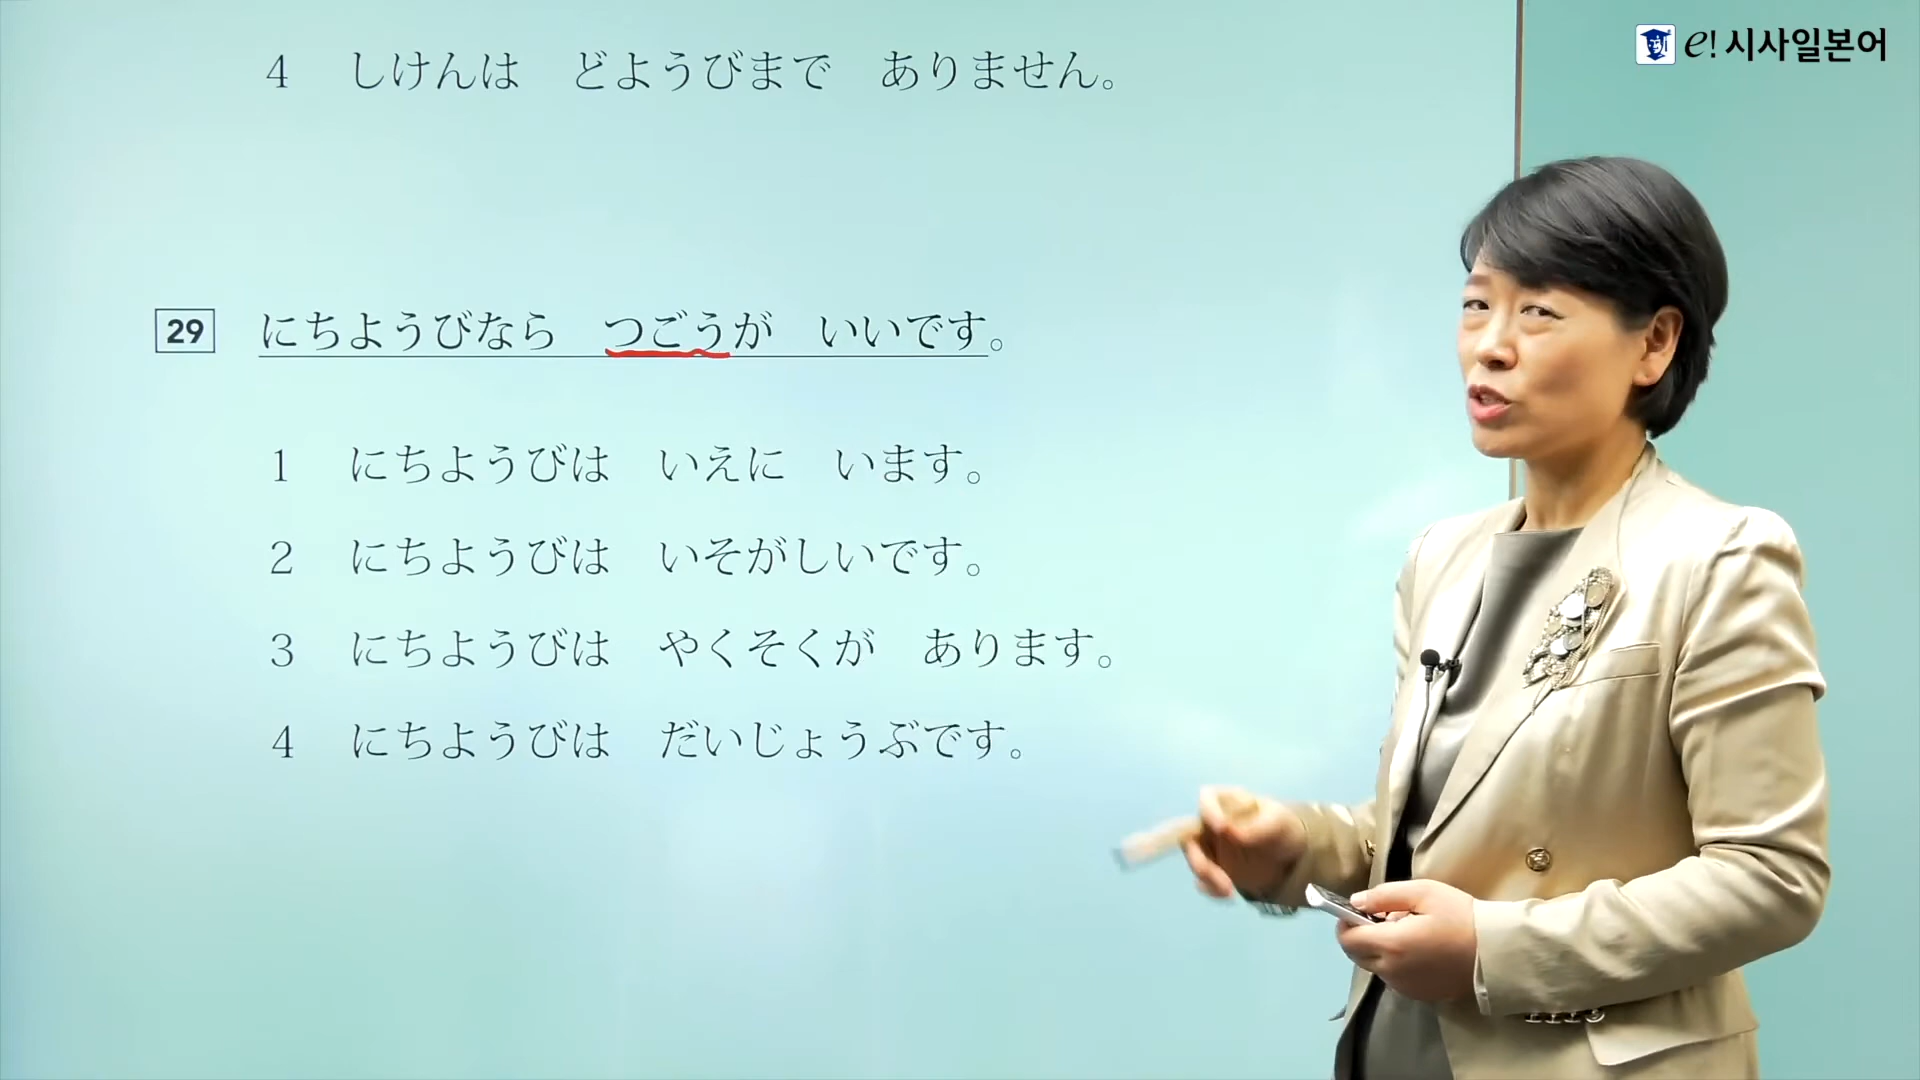 e! 시사일본어
4 しけんは どようびまで ありません。
29 にちようびなら つごうが いいです。
1 にちようびは いえに います。
2 にちようびは いそがしいです。
3 にちようびは やくそくが あります。
4 にちようびは だいじょうぶです。